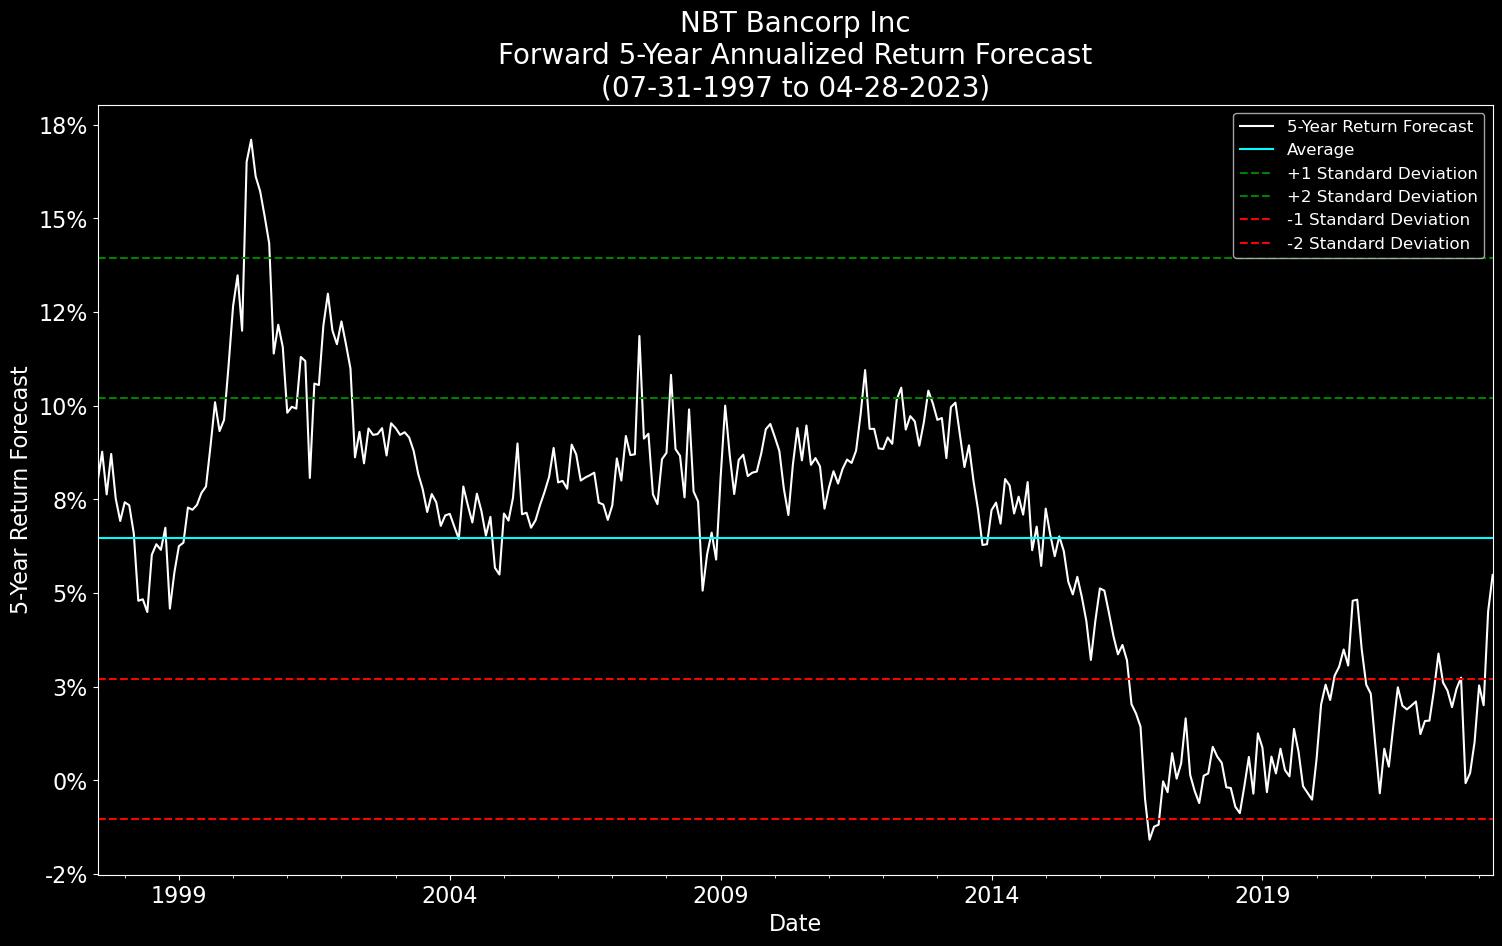 NBT Bancorp Inc
Forward 5-Year Annualized Return Forecast
(07-31-1997 to 04-28-2023)
5-Year Return Forecast
Average
+1 Standard Deviation
+2 Standard Deviation
-1 Standard Deviation
-2 Standard Deviation
18%
15%
12%
10%
8%
5%
3%
0%
-2%
5-Year Return Forecast
1999
2004
2009
2014
2019
Date